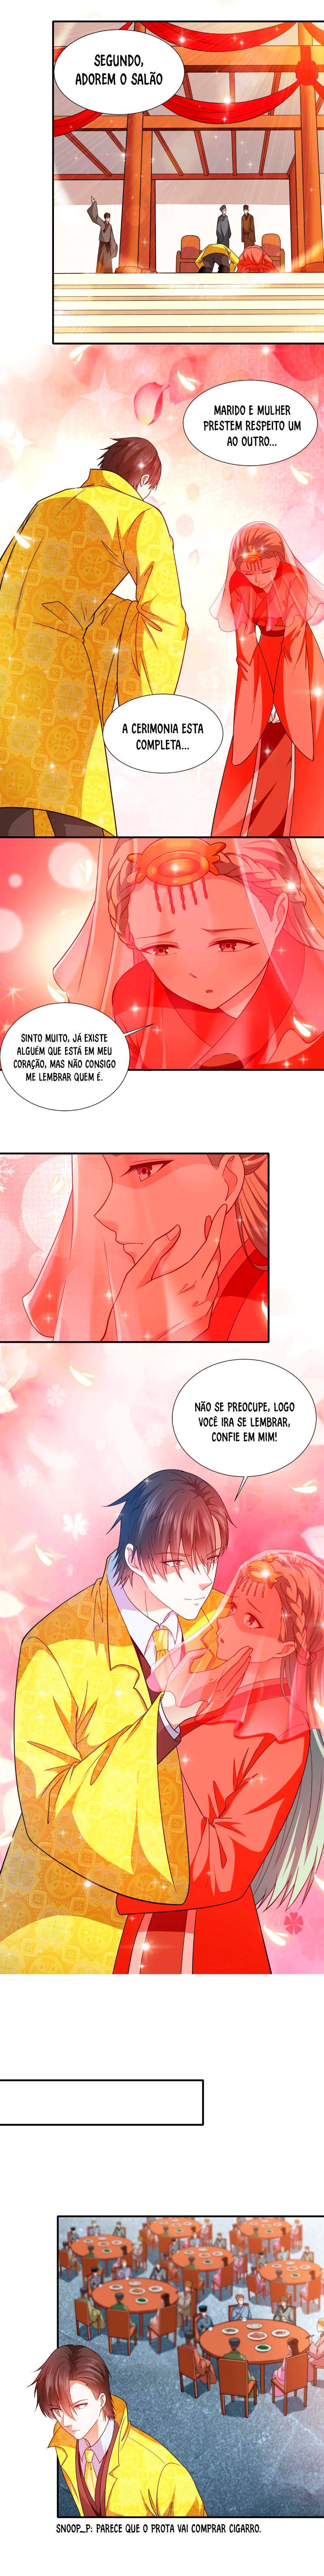 SEGUNDO,
ADOREM O SALÃO
MARIDO E MULHER
PRESTEM RESPEITO UM
AO OUTRO...
A CERIMONIA ESTA
COMPLETA...
SINTO MUITO, JÁ EXISTE
ALGUÉM QUE ESTÁ EM MEU
CORAÇÃO, MAS NÃO CONSIGO
ME LEMBRAR QUEM É.
NÃO SE PREOCUPE, LOGO
VOCÊ IRA SE LEMBRAR,
CONFIE EM MIM!
SNOOP_P: PARECE QUE O PROTA VAI COMPRAR CIGARRO.